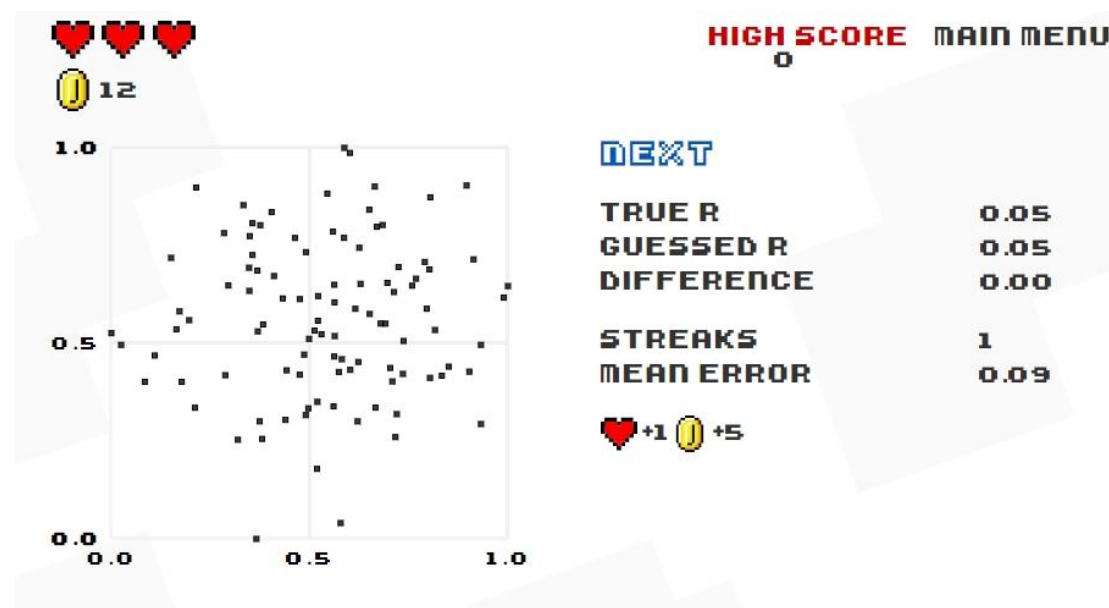 HIGH SCORE MAIN MENU
0
12
1.0
0.5
0.0
0.0 0.5 1.0
NEXT
TRUE R 0.05
GUESSED R 0.05
DIFFERENCE 0.00
STREAKS 1
MEAN ERROR 0.09
+1 +5